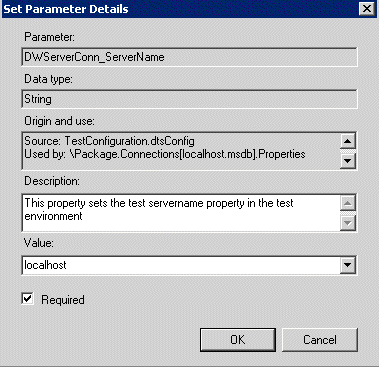 Set Parameter Details
Parameter:
DWServerConn_ServerName
Data type:
String
Origin and use:
Source: TestConfiguration.dtsConfig
Used by: \Package.Connections[localhost.msdb].Properties
Description:
This property sets the test servername property in the test
environment
Value:
localhost
Required
OK
Cancel